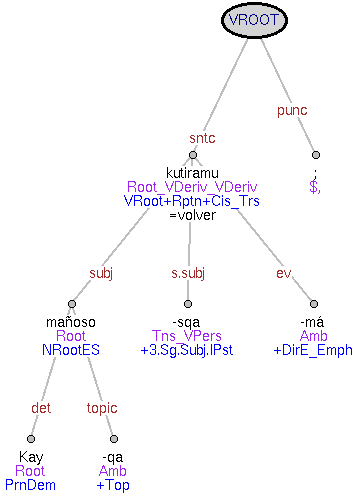 VROOT
sntc
punc
kutiramu
Root_VDeriv_VDeriv
VRoot+Rptn+Cis_Trs
=volver
;
$,
subj
s.subj
ev
mañoso
Root
NRootES
-sqa
Tns_VPers
+3.Sg.Subj.IPst
-má
Amb
+DirE_Emph
det
topic
Kay
Root
PrnDem
-qa
Amb
+Top